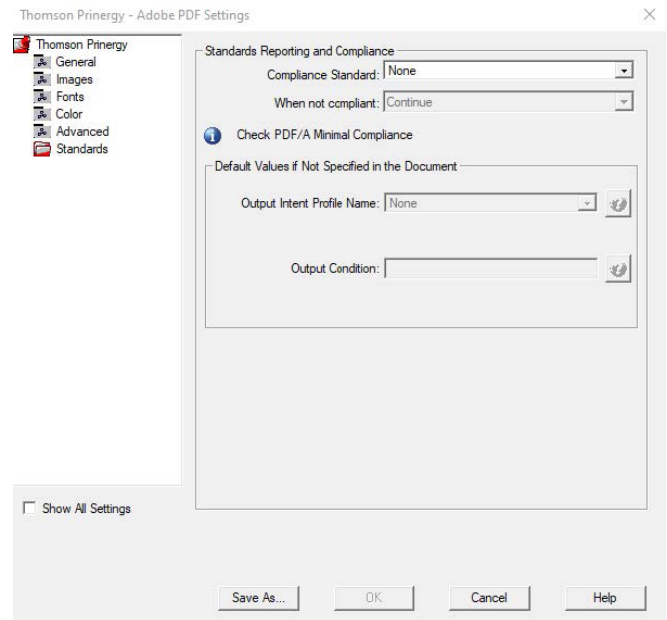 Thomson Prinergy - Adobe PDF Settings
Thomson Prinergy
General
Images
Fonts
Color
Advanced
Standards
Show All Settings
Standards Reporting and Compliance
Compliance Standard: None
When not compliant: Continue
Check PDF/A Minimal Compliance
Default Values if Not Specified in the Document
Output Intent Profile Name: None
Output Condition:
Save As... OK Cancel Help